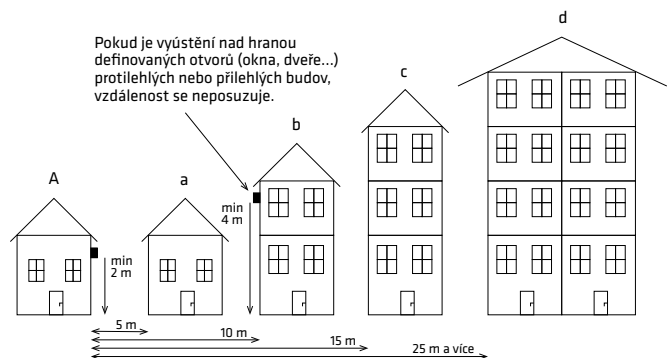 Pokud je vyústění nad hranou
definovaných otvorů (okna, dveře...)
protilehlých nebo přilehlých budov,
vzdálenost se neposuzuje.
d
c
b
A
a
min
4 m
min
2 m
5 m
10 m
15 m
25 m a více